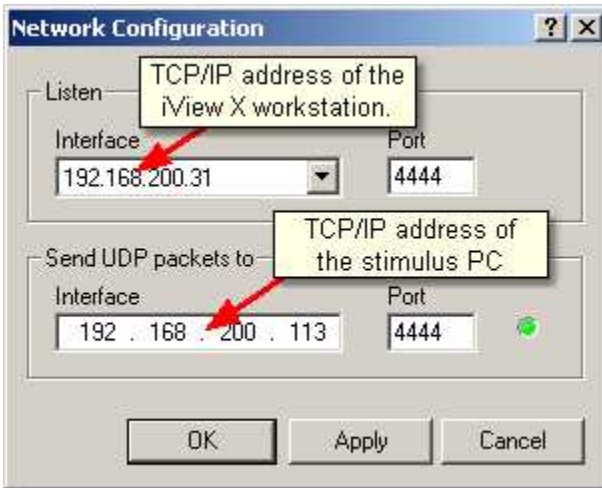 Network Configuration
TCP/IP address of the
iView X workstation.
Listen
Interface
Port
192.168.200.31
4444
TCP/IP address of
the stimulus PC
Send UDP packets to
Interface
Port
192 . 168 . 200 . 113
4444
OK
Apply
Cancel